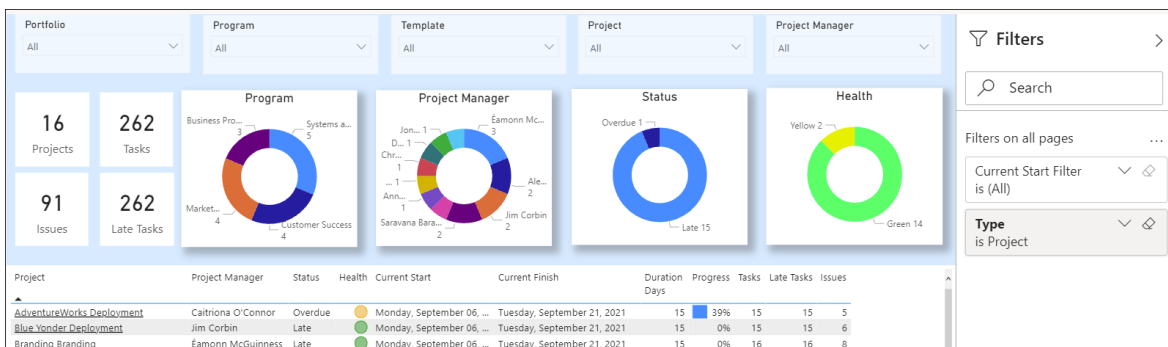 Portfolio
All
Program
All
Template
All
Project
All
Project Manager
All
Filters
Search
Filters on all pages
...
Current Start Filter
is (All)
Type
is Project
16
Projects
262
Tasks
91
Issues
262
Late Tasks
Program
Business Pro...
3
Systems a...
5
Market...
4
Customer Success
4
Project Manager
Jon... 1
Éamonn Mc...
3
D... 1
Chr...
1
... 1
Ann...
1
Saravana Bara...
2
Ale...
2
Jim Corbin
2
Status
Overdue 1
Late 15
Health
Yellow 2
Green 14
Project Project Manager Status Health Current Start Current Finish Duration Days Progress Tasks Late Tasks Issues
AdventureWorks Deployment Caitriona O'Connor Overdue Monday, September 06, ... Tuesday, September 21, 2021 15 39% 15 15 5
Blue Yonder Deployment Jim Corbin Late Monday, September 06, ... Tuesday, September 21, 2021 15 0% 15 15 6
Branding Branding Éamonn McGuinness Late Monday, September 06, ... Tuesday, September 21, 2021 15 0% 16 16 8